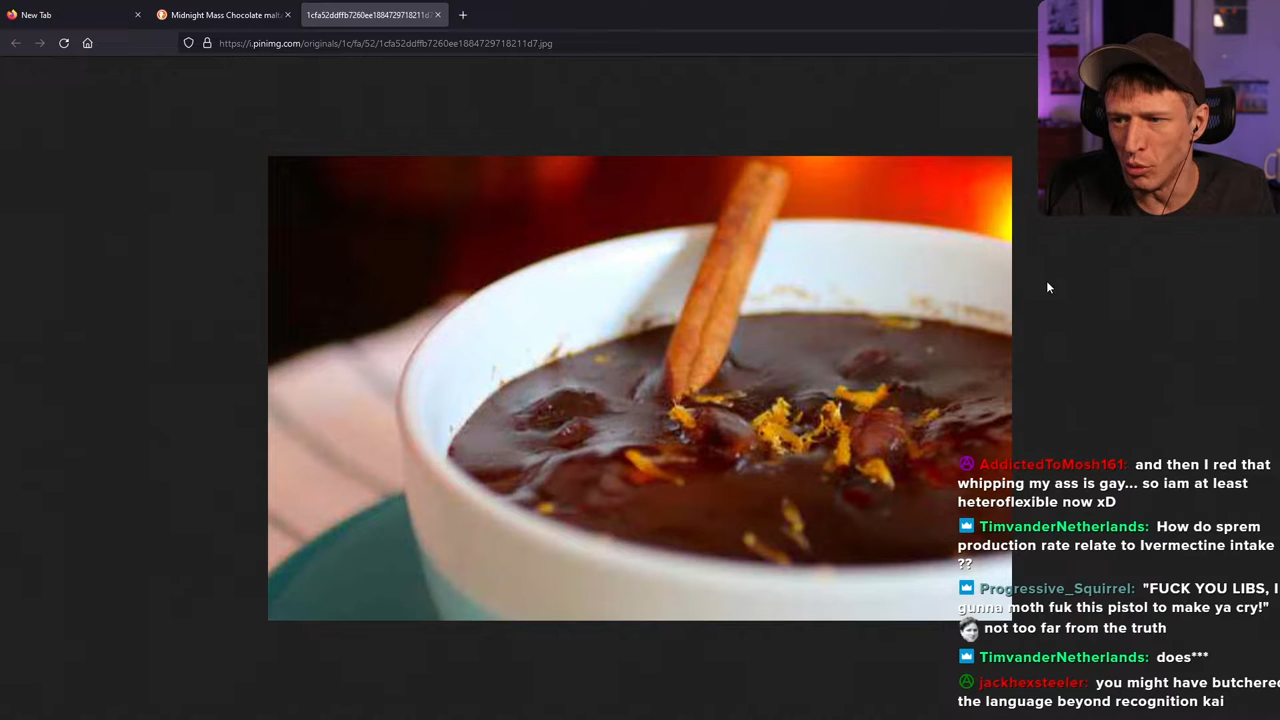 New Tab
Midnight Mass Chocolate malt
1cfa52ddffb7260ee1884729718211d7
https://i.pinimg.com/originals/1c/fa/52/1cfa52ddffb7260ee1884729718211d7.jpg
AddictedToMosh161: and then I red that
whipping my ass is gay... so iam at least
heteroflexible now xD
TimvanderNetherlands: How do sprem
production rate relate to Ivermectine intake
??
Progressive_Squirrel: "FUCK YOU LIBS, I
gunna moth fuk this pistol to make ya cry!"
not too far from the truth
TimvanderNetherlands: does***
jackhexsteeler: you might have butchered
the language beyond recognition kai